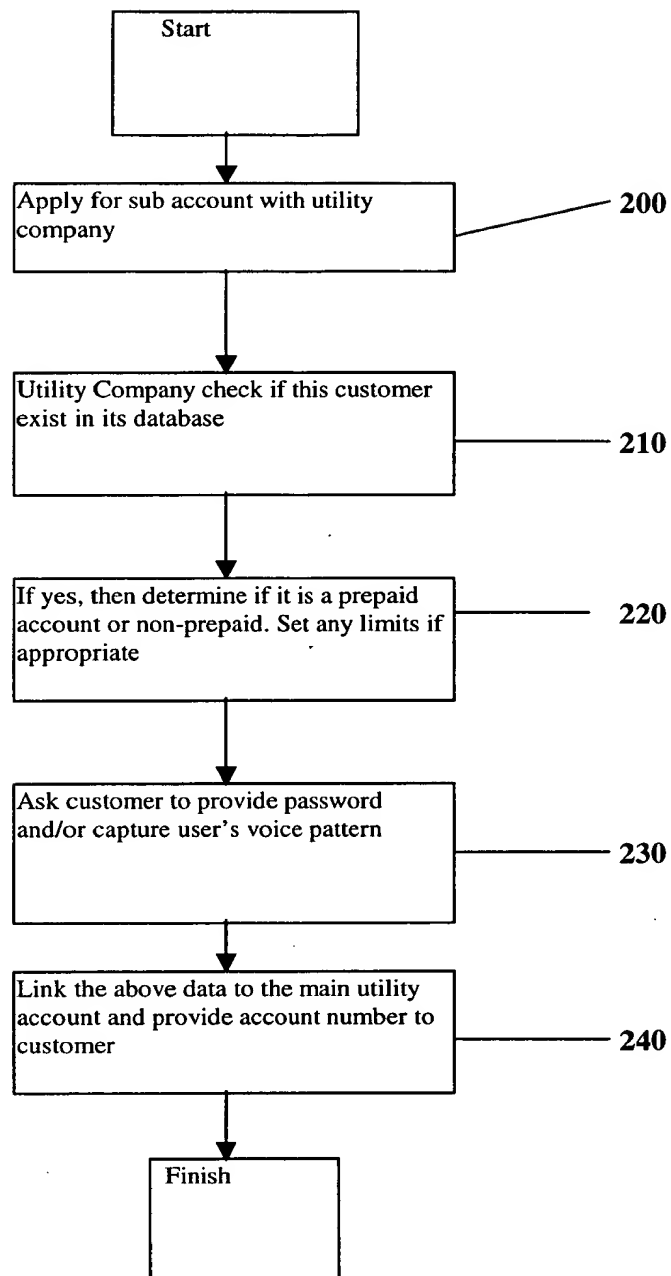 Start
Apply for sub account with utility
company
200
Utility Company check if this customer
exist in its database
210
If yes, then determine if it is a prepaid
account or non-prepaid. Set any limits if
appropriate
220
Ask customer to provide password
and/or capture user's voice pattern
230
Link the above data to the main utility
account and provide account number to
customer
240
Finish